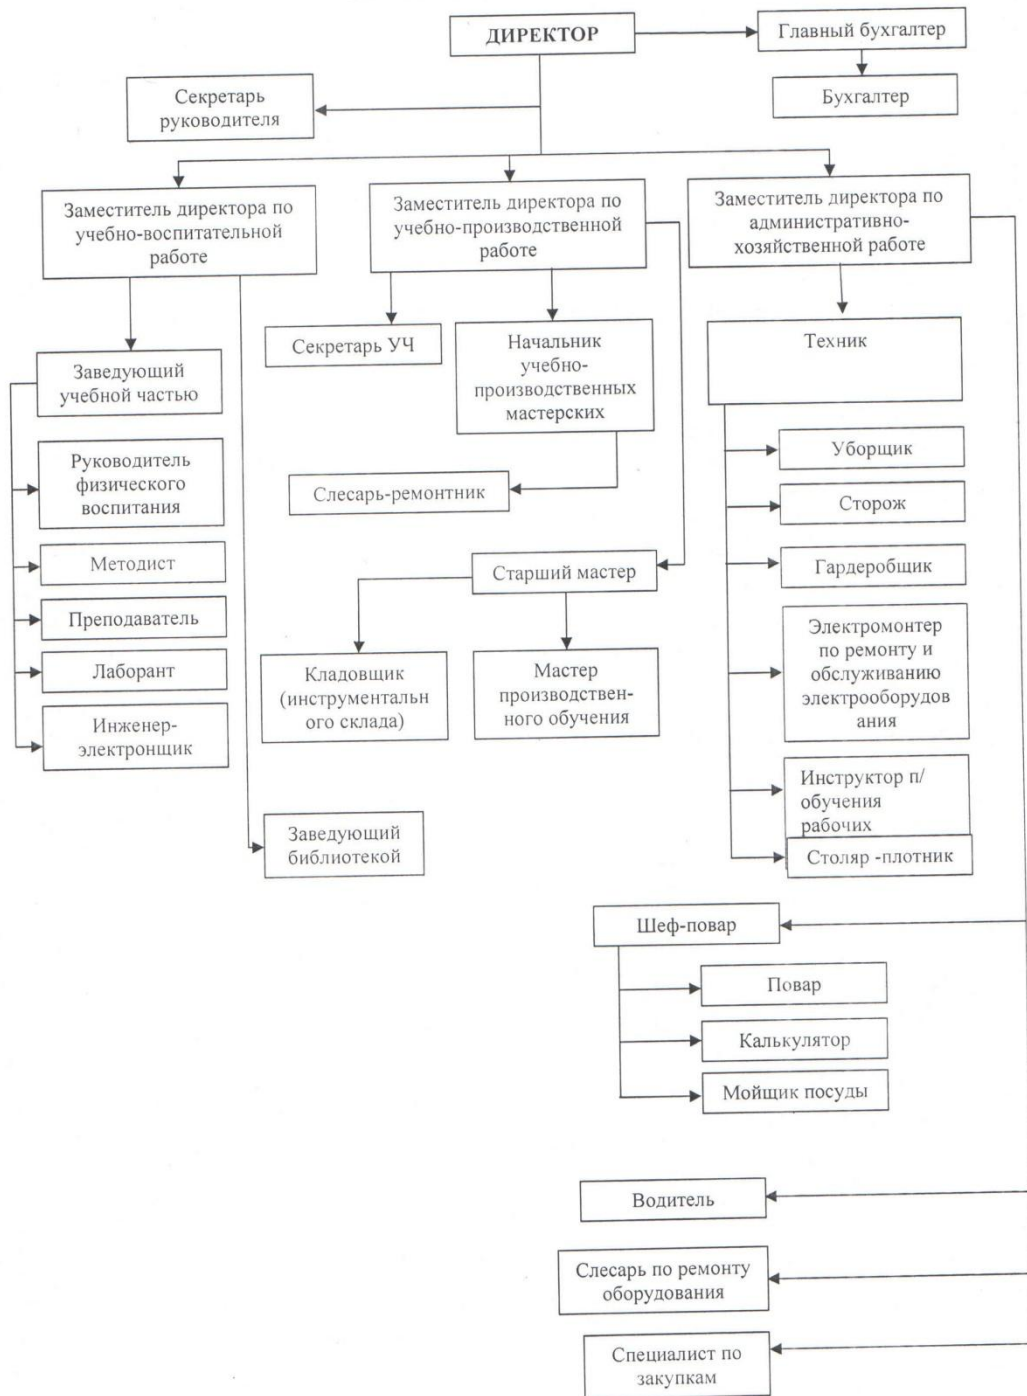 ДИРЕКТОР
Главный бухгалтер
Бухгалтер
Секретарь
руководителя
Заместитель директора по
учебно-воспитательной
работе
Заместитель директора по
учебно-производственной
работе
Заместитель директора по
административно-
хозяйственной работе
Заведующий
учебной частью
Руководитель
физического
воспитания
Методист
Преподаватель
Лаборант
Инженер-
электронщик
Заведующий
библиотекой
Секретарь УЧ
Начальник
учебно-
производственных
мастерских
Слесарь-ремонтник
Старший мастер
Кладовщик
(инструментальн
ого склада)
Мастер
производствен-
ного обучения
Техник
Уборщик
Сторож
Гардеробщик
Электромонтер
по ремонту и
обслуживанию
электрооборудов
ания
Инструктор п/
обучения
рабочих
Столяр -плотник
Шеф-повар
Повар
Калькулятор
Мойщик посуды
Водитель
Слесарь по ремонту
оборудования
Специалист по
закупкам